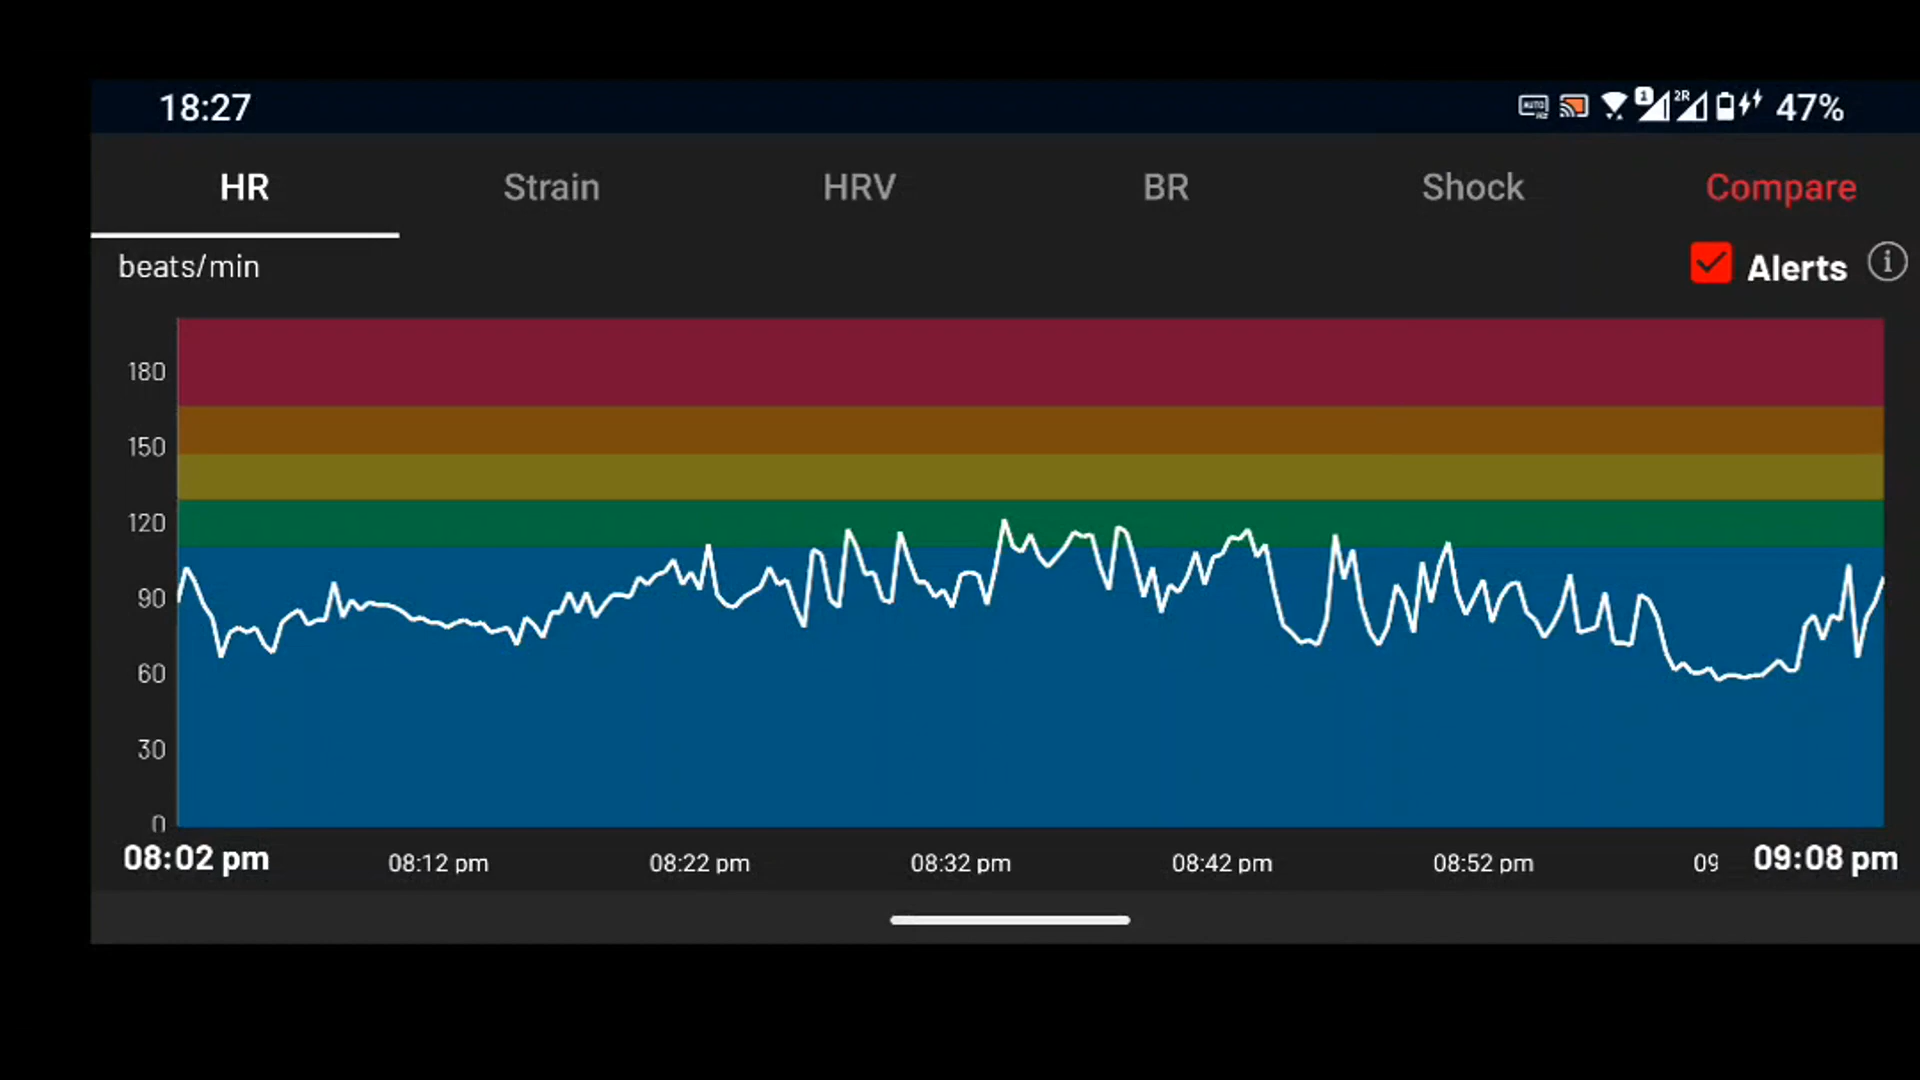 18:27
47%
HR Strain HRV BR Shock Compare
beats/min
Alerts
180
150
120
90
60
30
0
08:02 pm 08:12 pm 08:22 pm 08:32 pm 08:42 pm 08:52 pm 09 09:08 pm